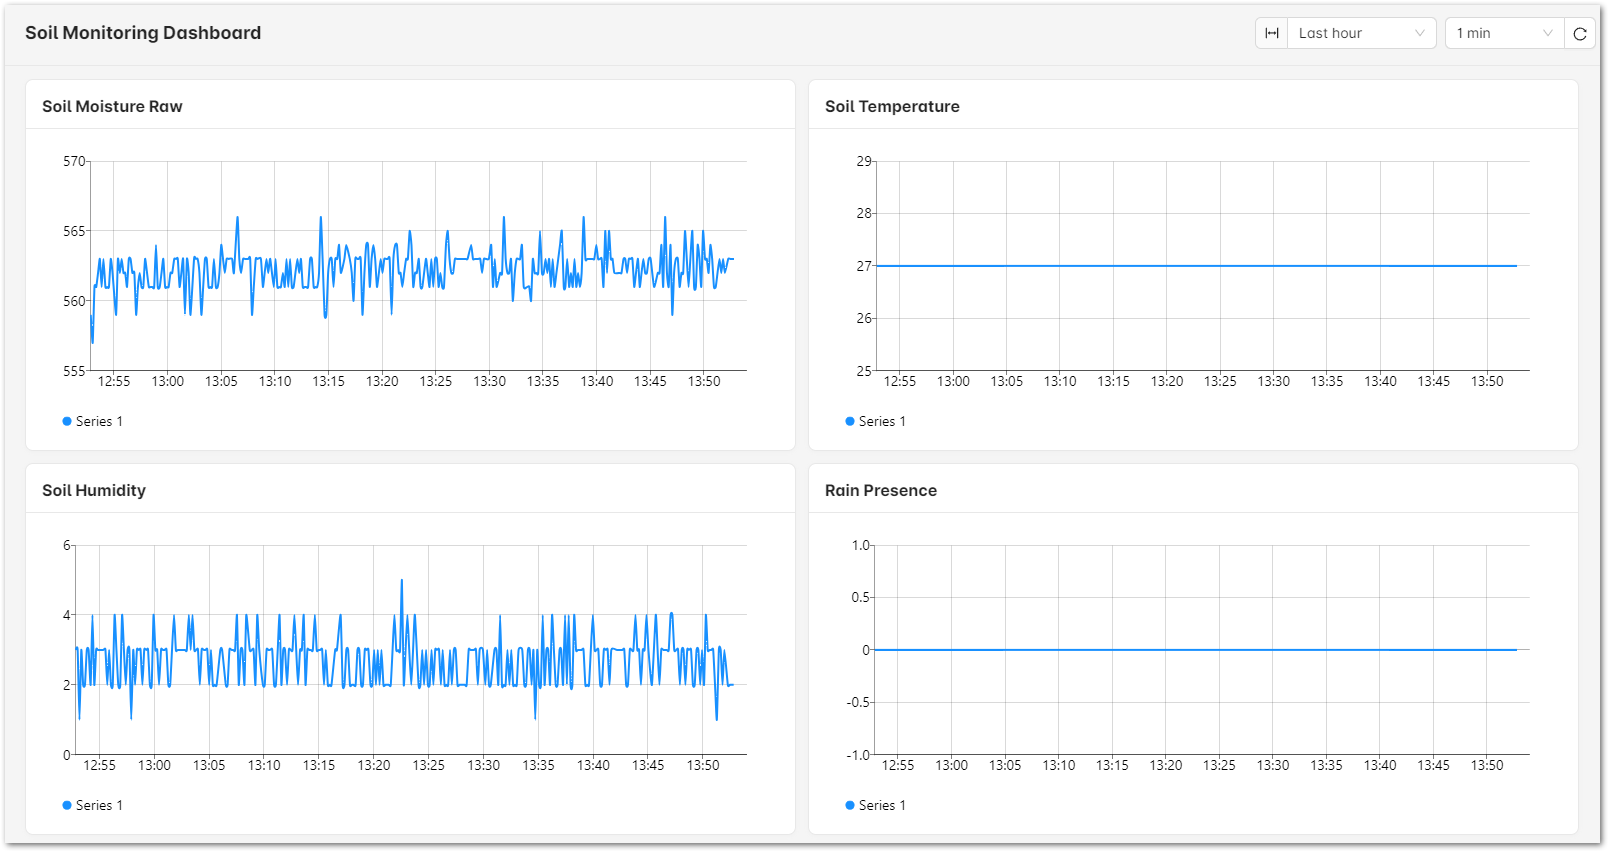 Soil Monitoring Dashboard
Last hour
1 min
Soil Moisture Raw
570
565
560
555
12:55 13:00 13:05 13:10 13:15 13:20 13:25 13:30 13:35 13:40 13:45 13:50
Series 1
Soil Temperature
29
28
27
26
25
12:55 13:00 13:05 13:10 13:15 13:20 13:25 13:30 13:35 13:40 13:45 13:50
Series 1
Soil Humidity
6
4
2
0
12:55 13:00 13:05 13:10 13:15 13:20 13:25 13:30 13:35 13:40 13:45 13:50
Series 1
Rain Presence
1.0
0.5
0
-0.5
-1.0
12:55 13:00 13:05 13:10 13:15 13:20 13:25 13:30 13:35 13:40 13:45 13:50
Series 1